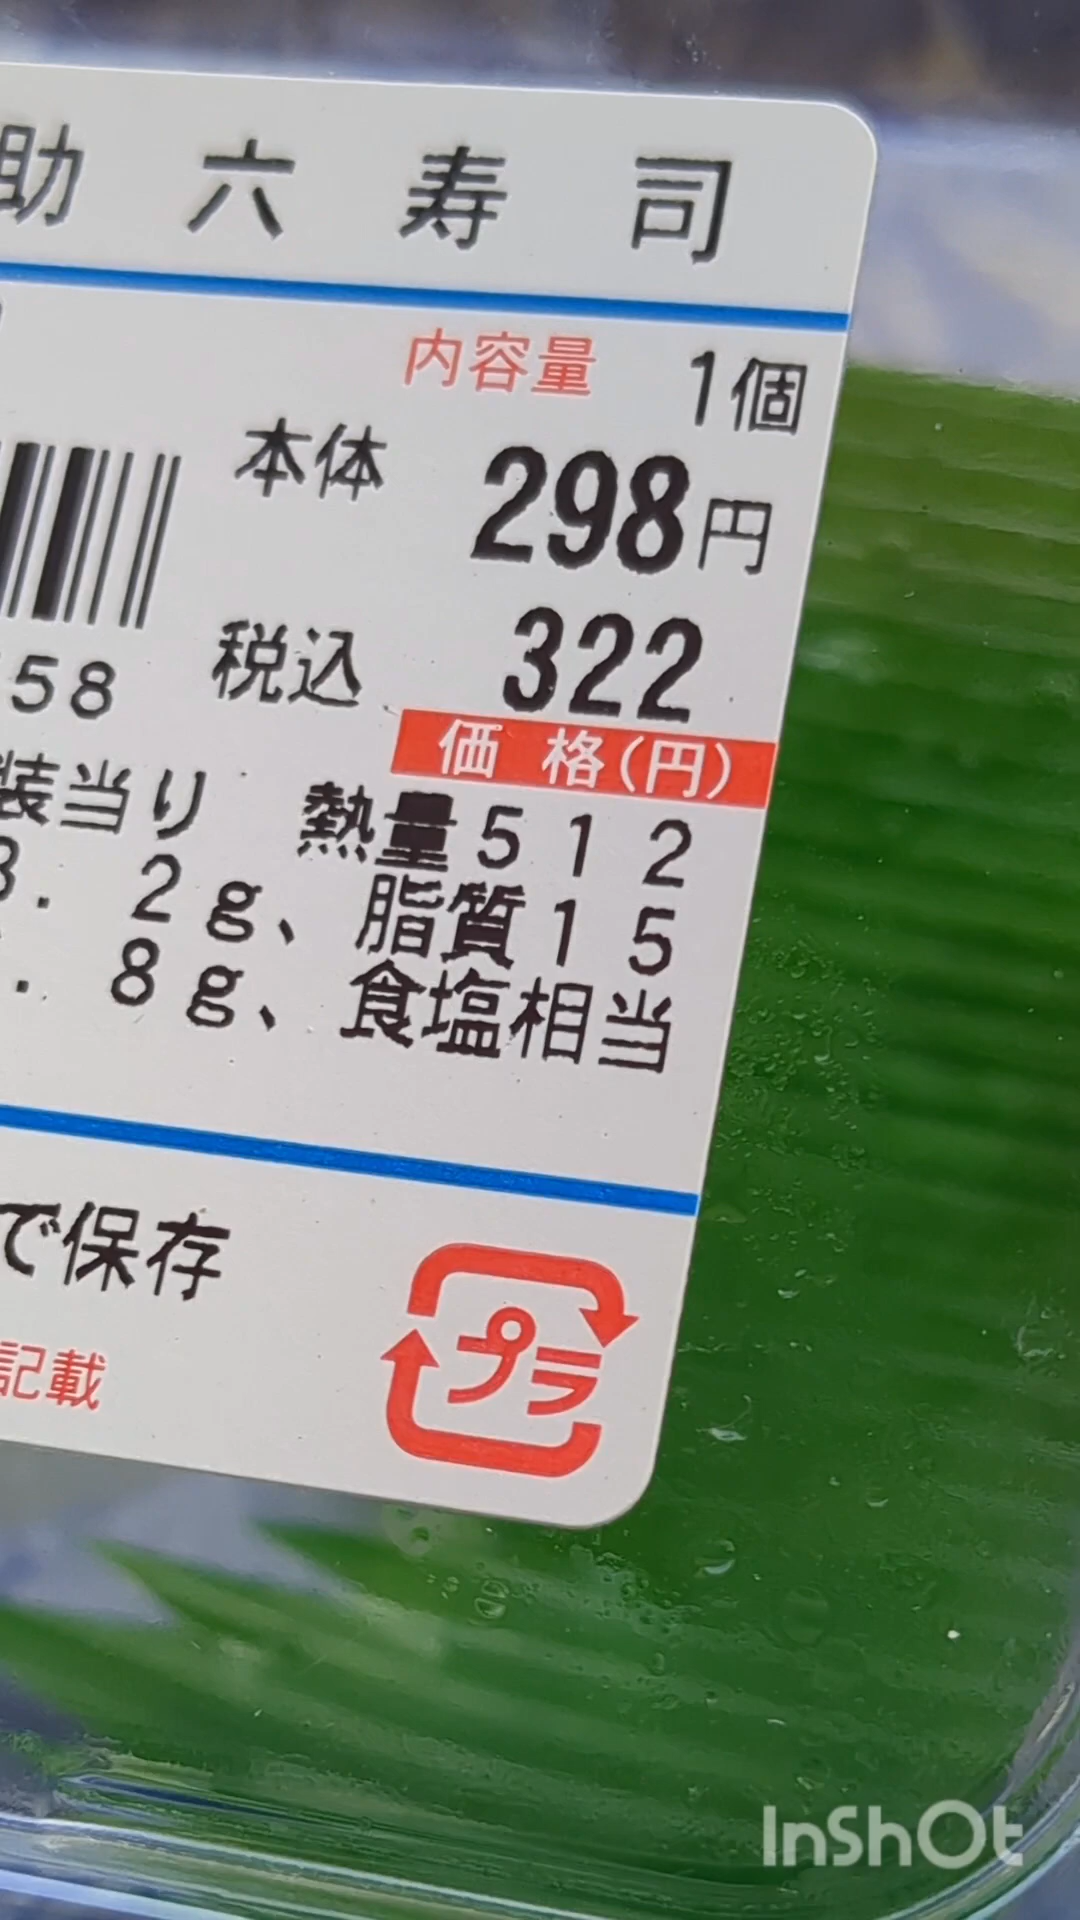 助六寿司
内容量 1個
本体 298円
税込 322
価格(円)
58
装当り 熱量512
3.2g、脂質15
.8g、食塩相当
で保存
記載
プラ
InShOt